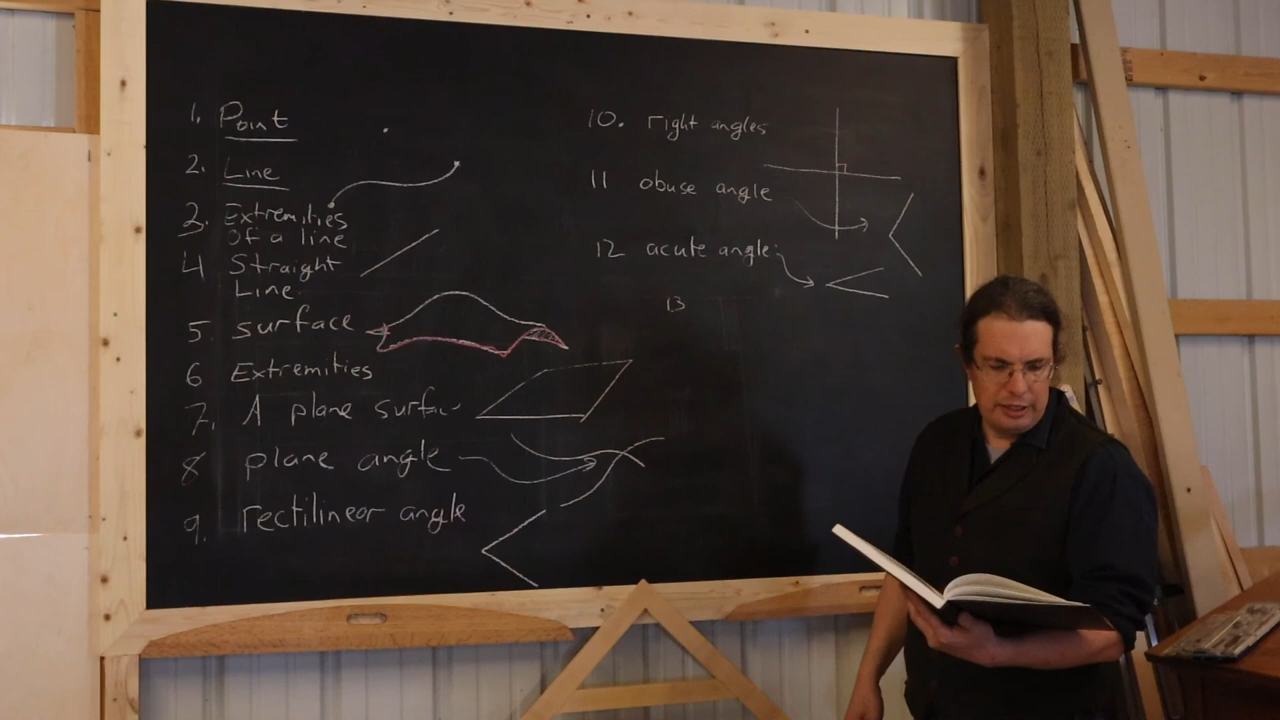 1. Point
2. Line
3. Extremities
of a line
4 Straight
Line
5. surface
6 Extremities
7. A plane surfac
8 plane angle
9. rectilinear angle
10. right angles
11 obuse angle
12 acute angle
13